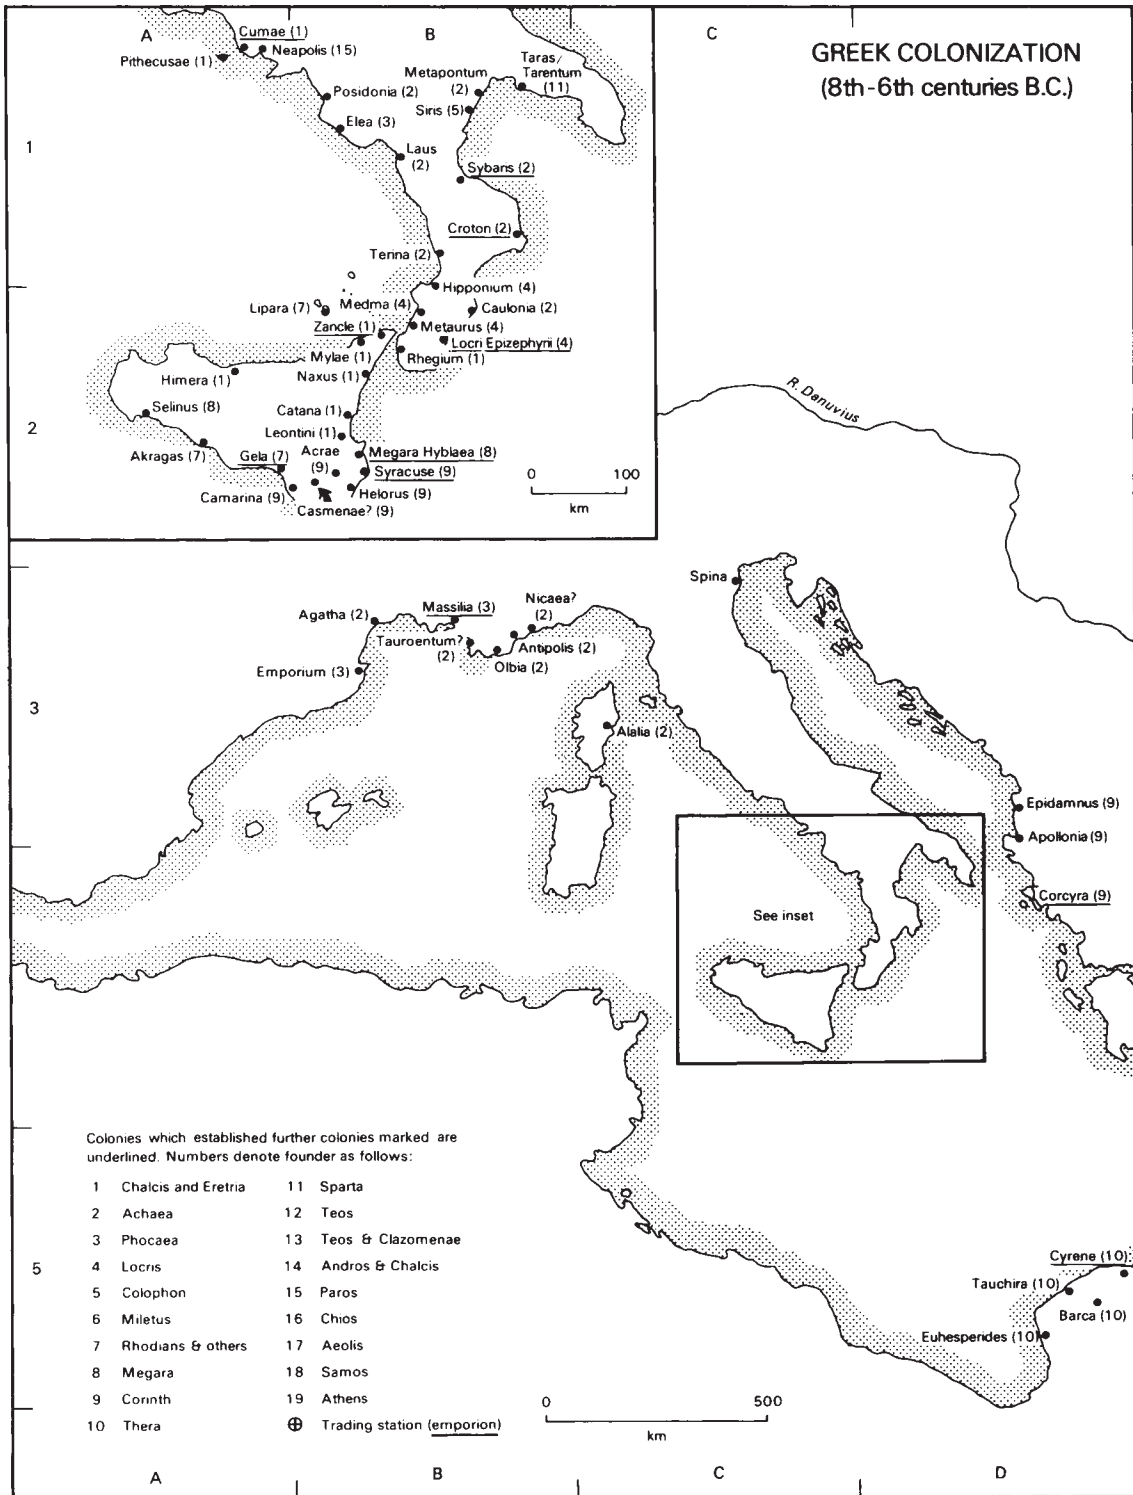 GREEK COLONIZATION
(8th-6th centuries B.C.)
A
B
C
1
2
Cumae (1)
Neapolis (15)
Pithecusae (1)
Posidonia (2)
Elea (3)
Laus
(2)
Metapontum
(2)
Taras/
Tarentum
(11)
Siris (5)
Sybaris (2)
Croton (2)
Terina (2)
Hipponium (4)
Lipara (7)
Medma (4)
Caulonia (2)
Zancle (1)
Metaurus (4)
Locri Epizephyrii (4)
Mylae (1)
Rhegium (1)
Himera (1)
Naxus (1)
Selinus (8)
Catana (1)
Leontini (1)
Akragas (7)
Gela (7)
Acrae
(9)
Megara Hyblaea (8)
Syracuse (9)
Camarina (9)
Helorus (9)
Casmenae? (9)
0 100
km
R. Danuvius
Spina
Agatha (2)
Massilia (3)
Nicaea?
(2)
Tauroentum?
(2)
Antipolis (2)
Olbia (2)
Emporium (3)
3
Alalia (2)
Epidamnus (9)
Apollonia (9)
Corcyra (9)
See inset
Colonies which established further colonies marked are
underlined. Numbers denote founder as follows:
1 Chalcis and Eretria
2 Achaea
3 Phocaea
4 Locris
5 Colophon
6 Miletus
7 Rhodians & others
8 Megara
9 Corinth
10 Thera
11 Sparta
12 Teos
13 Teos & Clazomenae
14 Andros & Chalcis
15 Paros
16 Chios
17 Aeolis
18 Samos
19 Athens
Trading station (emporion)
5
Cyrene (10)
Tauchira (10)
Barca (10)
Euhesperides (10)
0 500
km
A
B
C
D